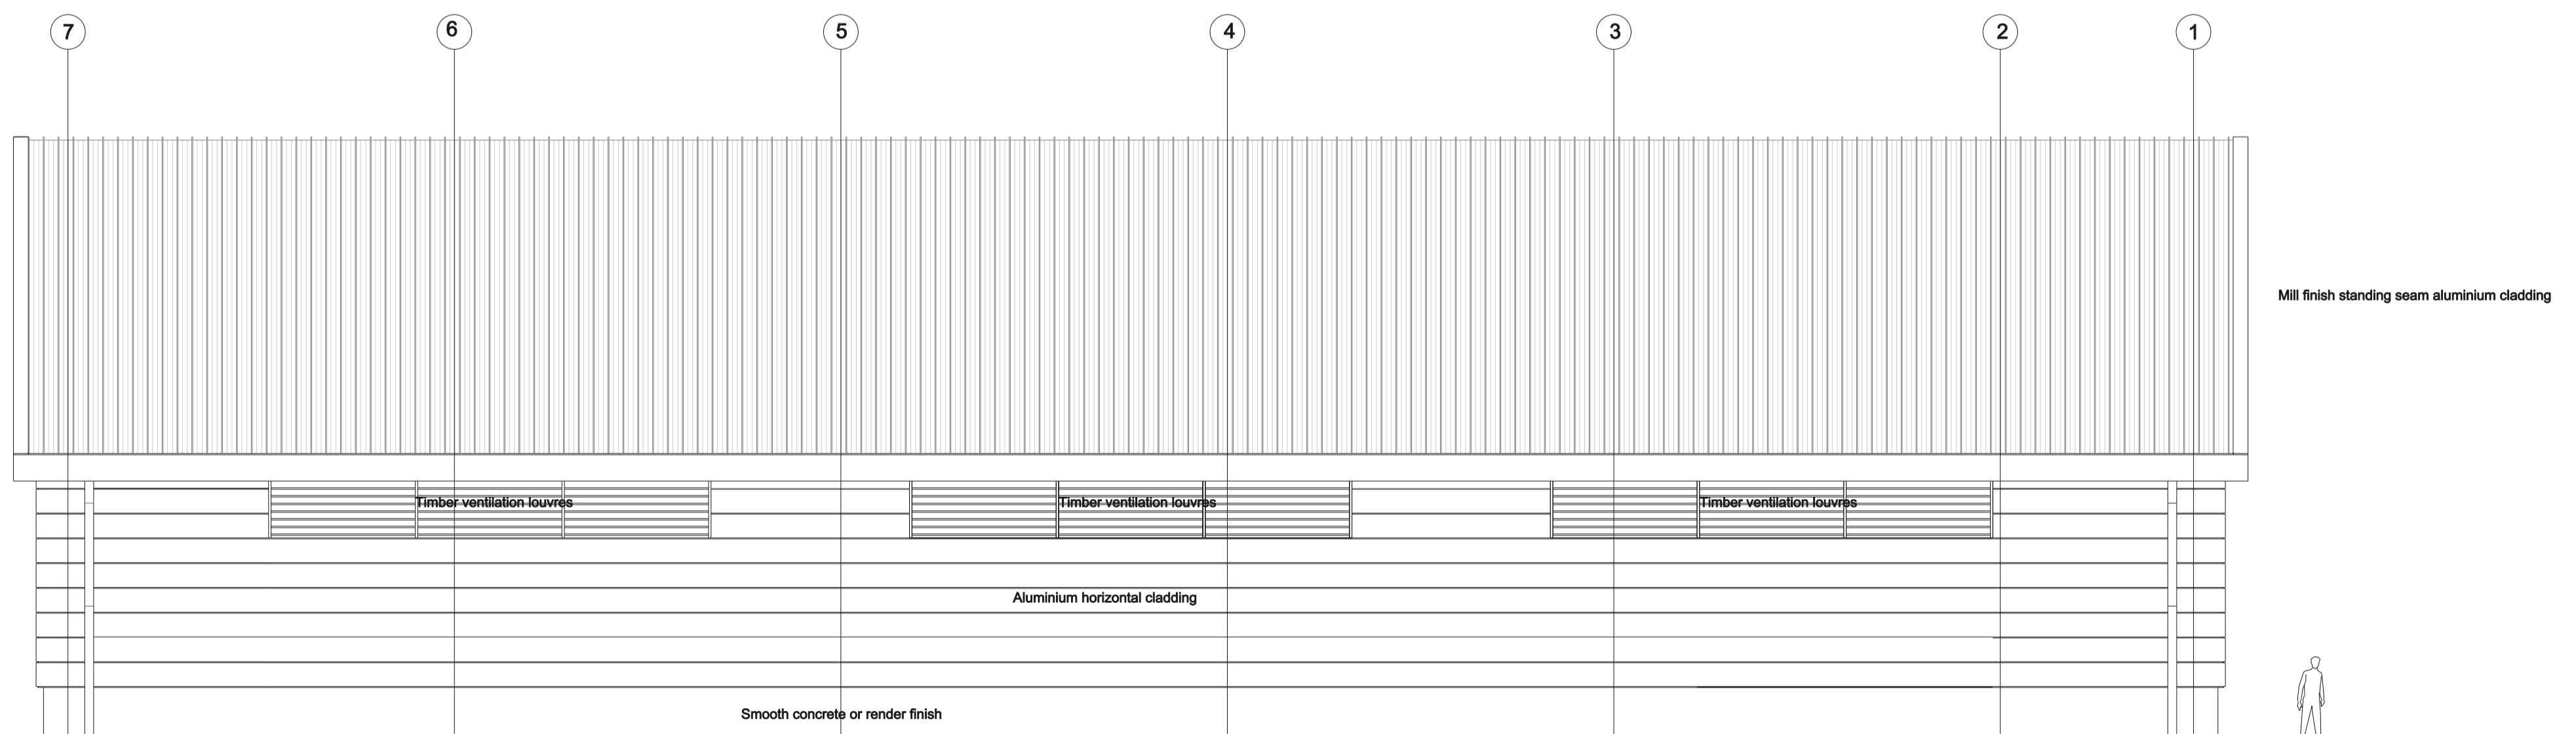 7 6 5 4 3 2 1
Mill finish standing seam aluminium cladding
Timber ventilation louvres Timber ventilation louvres Timber ventilation louvres
Aluminium horizontal cladding
Smooth concrete or render finish